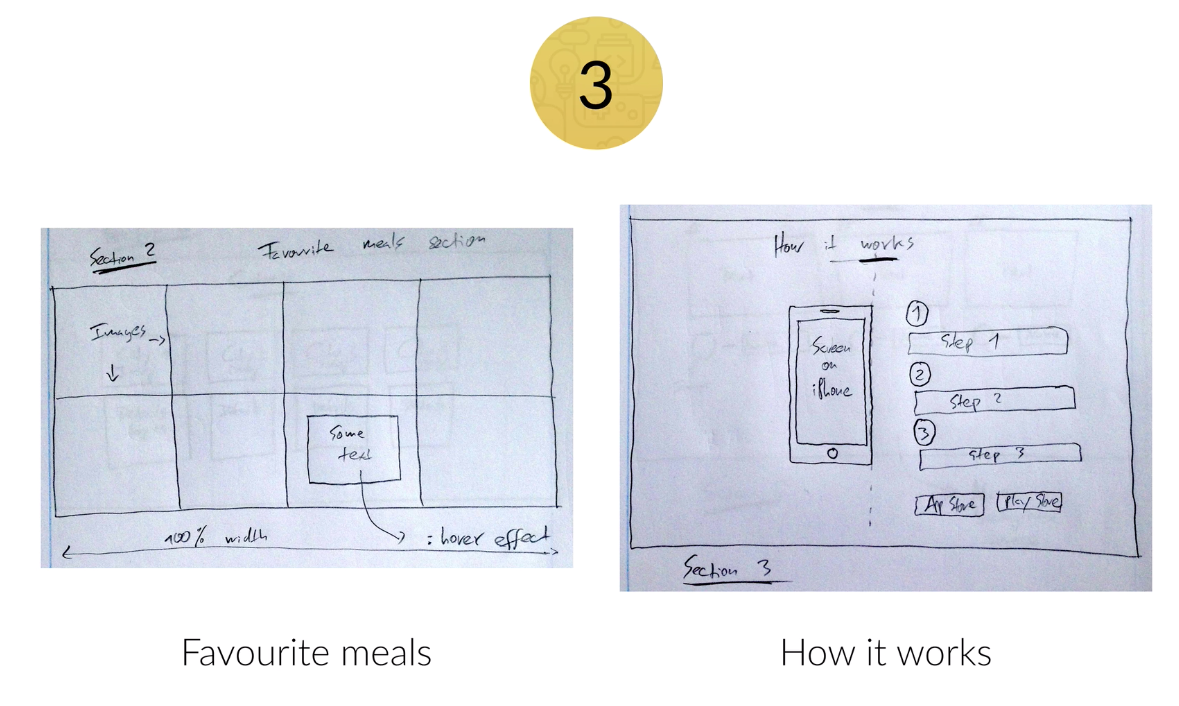 3
Section 2
Favourite meals section
Images
Some
text
100% width
: hover effect
How it works
Screen
on
iPhone
1
Step 1
2
Step 2
3
Step 3
App Store Play Store
Section 3
Favourite meals
How it works